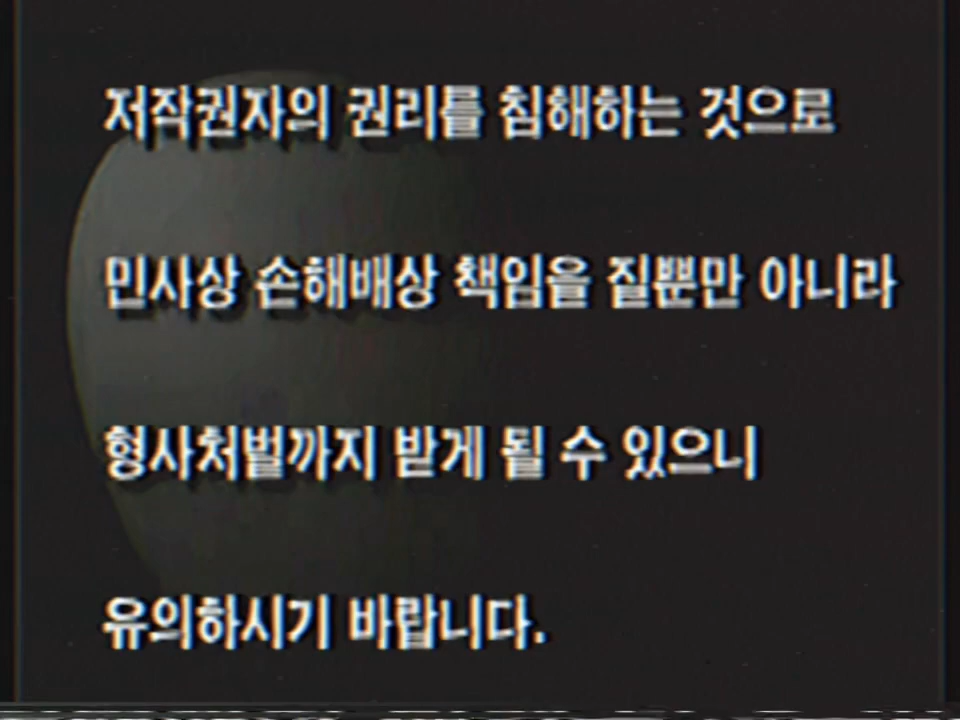 저작권자의 권리를 침해하는 것으로
민사상 손해배상 책임을 질뿐만 아니라
형사처벌까지 받게 될 수 있으니
유의하시기 바랍니다.